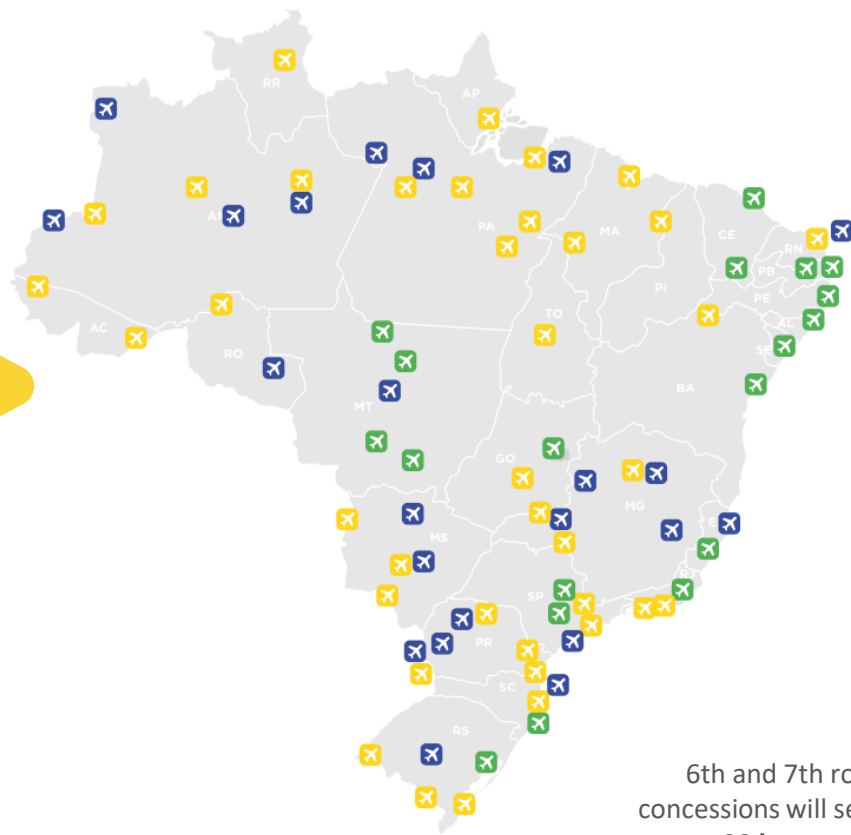 RR
AP
AM
PA
MA
CE
RN
PB
PE
PI
AL
SE
AC
TO
RO
BA
MT
GO
MG
MS
ES
RJ
SP
PR
SC
RS
6th and 7th ro
concessions will se